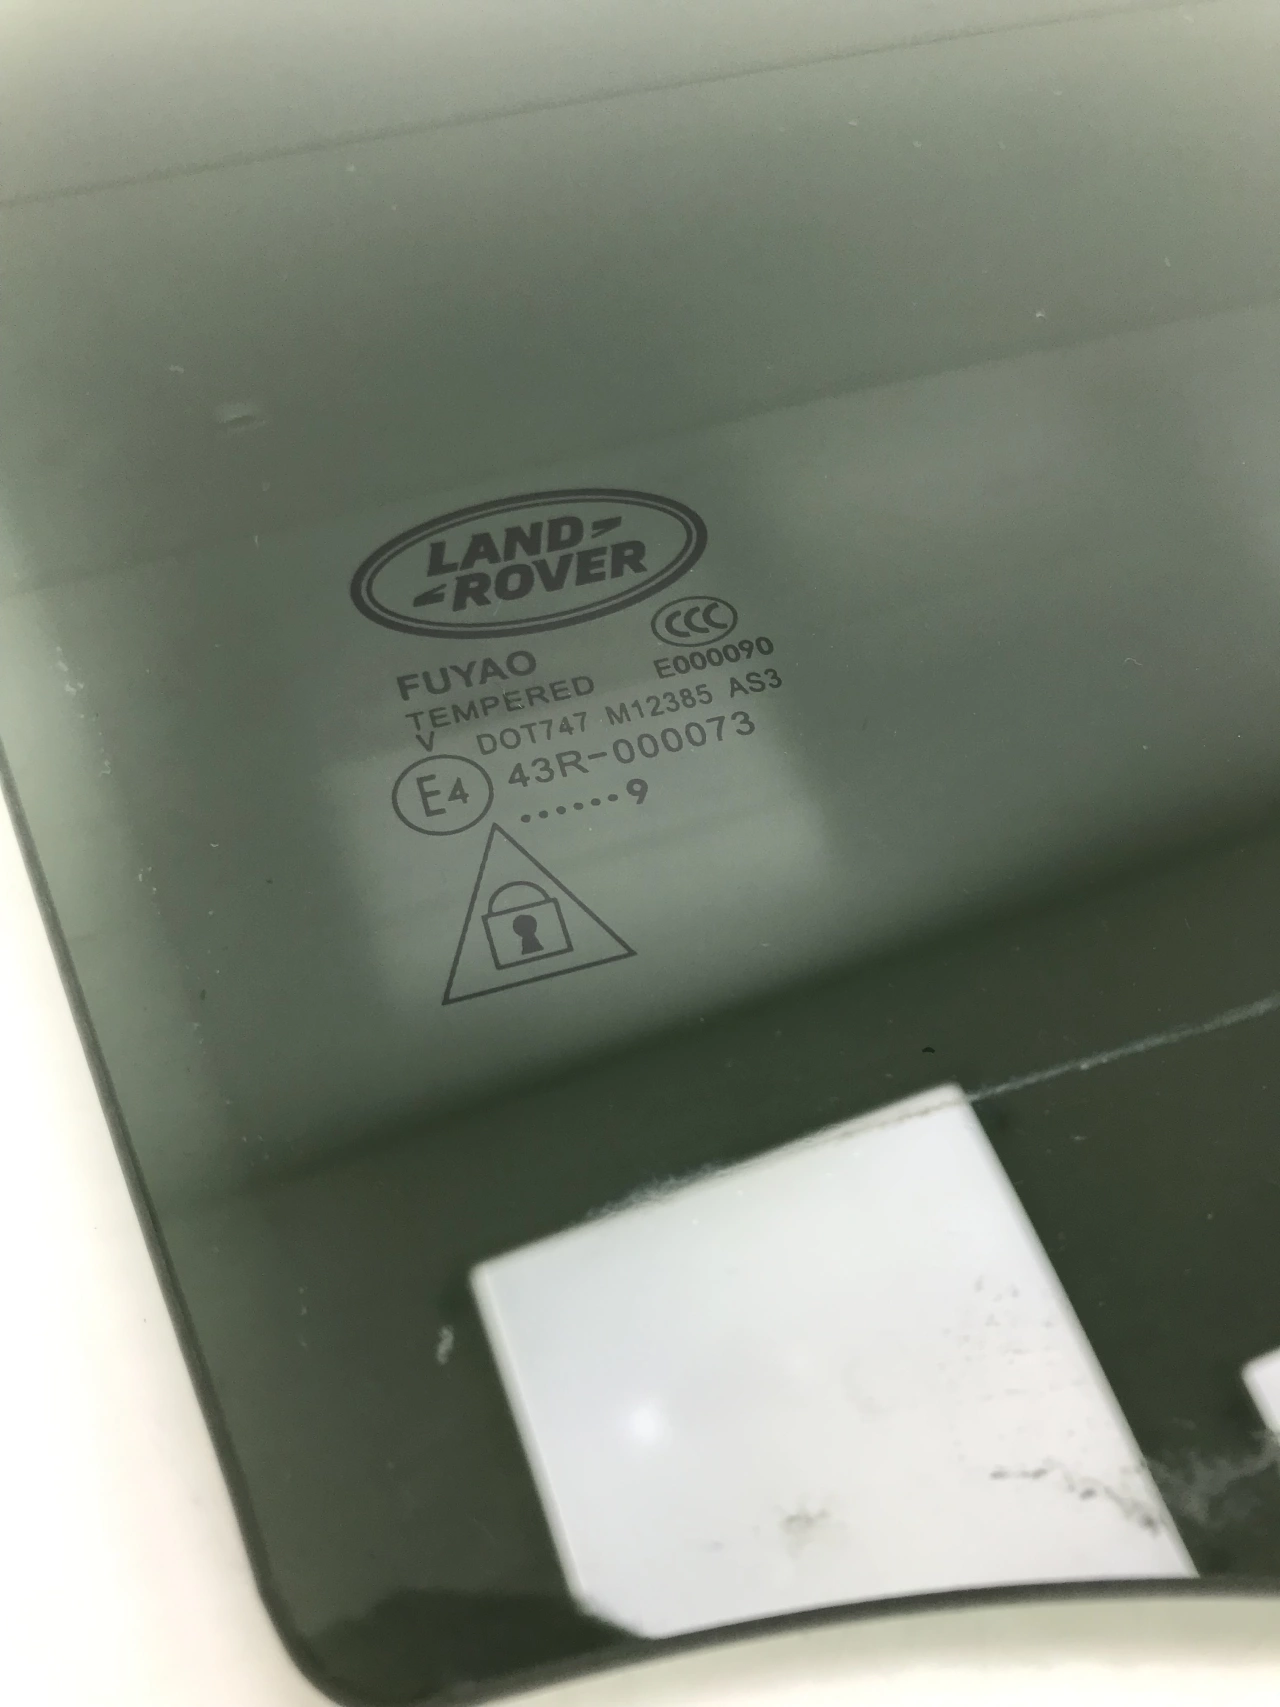 LAND
ROVER
CCC
FUYAO
E000090
TEMPERED
V DOT747 M12385 AS3
E4 43R-000073
......9